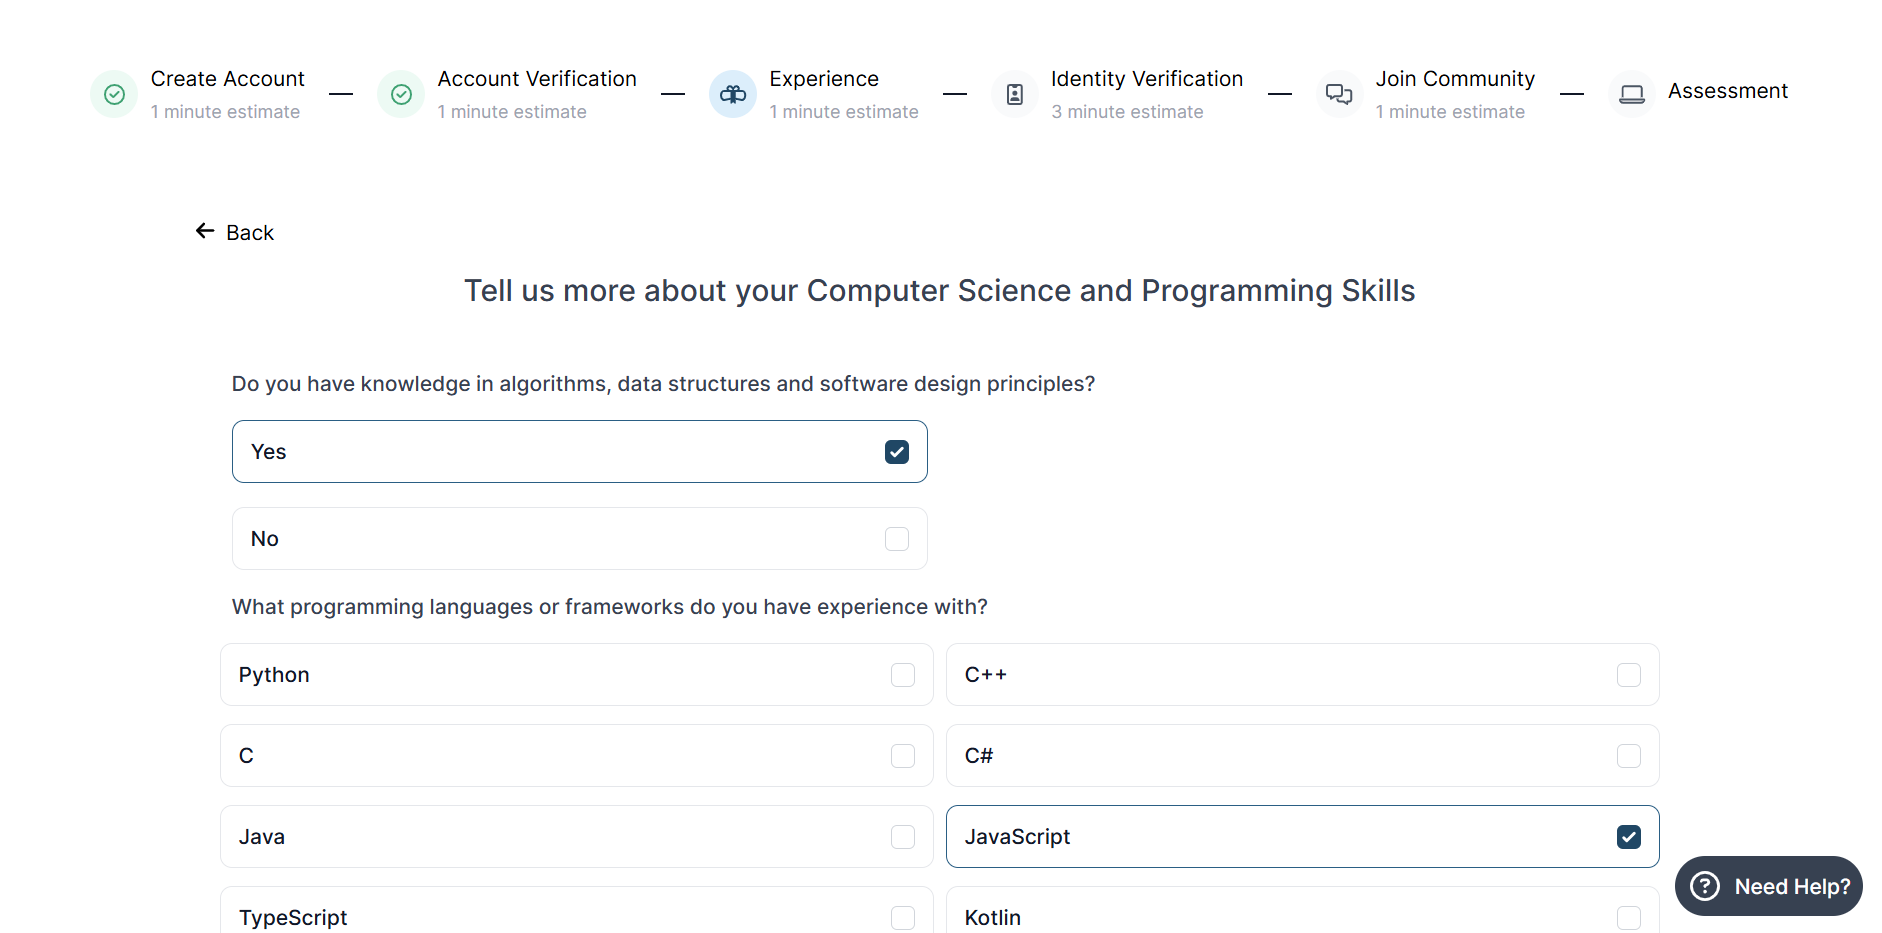 Create Account
1 minute estimate
Account Verification
1 minute estimate
Experience
1 minute estimate
Identity Verification
3 minute estimate
Join Community
1 minute estimate
Assessment
Back
Tell us more about your Computer Science and Programming Skills
Do you have knowledge in algorithms, data structures and software design principles?
Yes
No
What programming languages or frameworks do you have experience with?
Python
C++
C
C#
Java
JavaScript
TypeScript
Kotlin
Need Help?